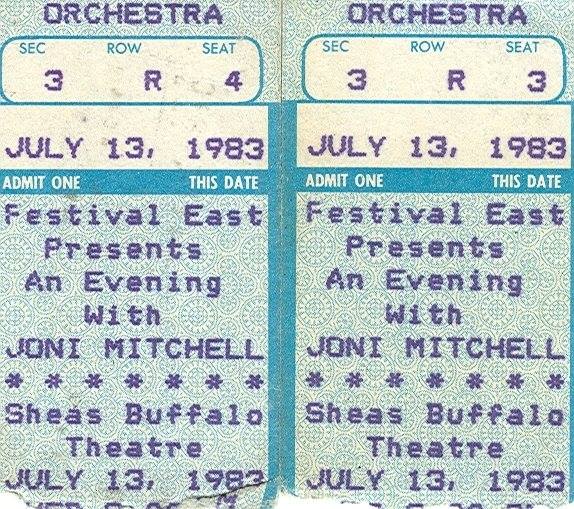 ORCHESTRA
SEC ROW SEAT
3 R 4
JULY 13, 1983
ADMIT ONE THIS DATE
Festival East
Presents
An Evening
With
JONI MITCHELL
* * * * * * *
Sheas Buffalo
Theatre
JULY 13, 1983
ORCHESTRA
SEC ROW SEAT
3 R 3
JULY 13, 1983
ADMIT ONE THIS DATE
Festival East
Presents
An Evening
With
JONI MITCHELL
* * * * * * *
Sheas Buffalo
Theatre
JULY 13, 1983